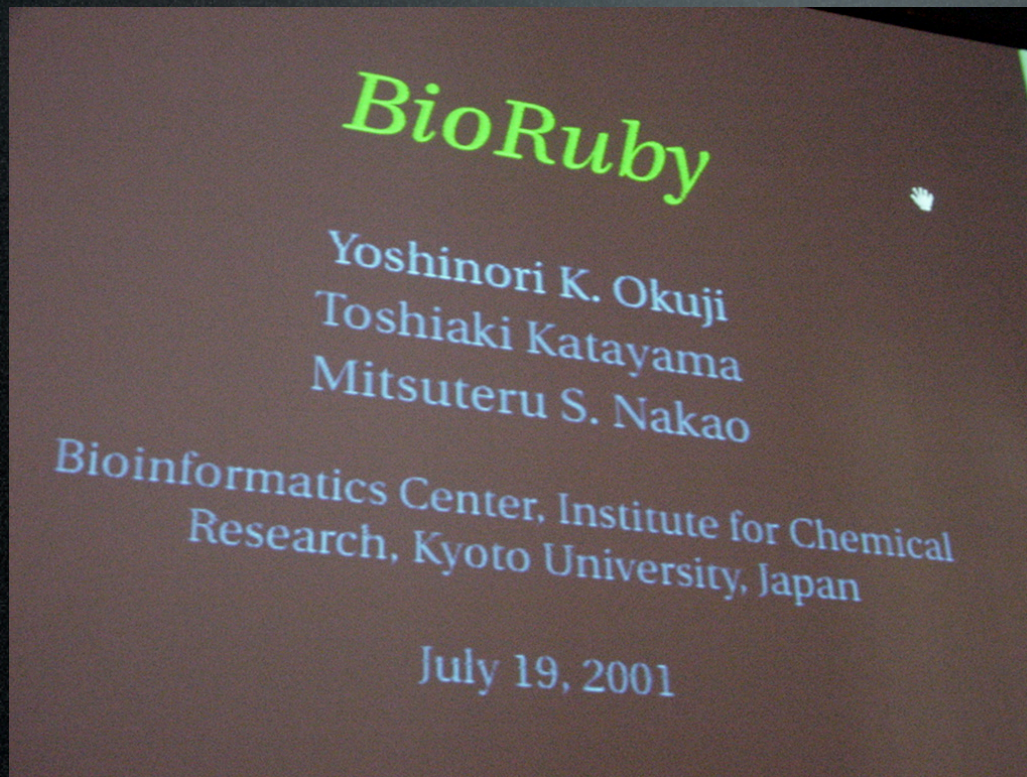 BioRuby
Yoshinori K. Okuji
Toshiaki Katayama
Mitsuteru S. Nakao
Bioinformatics Center, Institute for Chemical
Research, Kyoto University, Japan
July 19, 2001